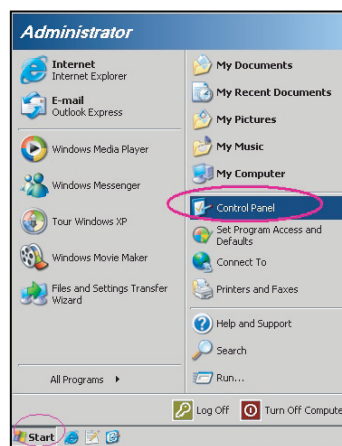 Administrator
Internet
Internet Explorer
E-mail
Outlook Express
Windows Media Player
Windows Messenger
Tour Windows XP
Windows Movie Maker
Files and Settings Transfer
Wizard
All Programs
My Documents
My Recent Documents
My Pictures
My Music
My Computer
Control Panel
Set Program Access and
Defaults
Connect To
Printers and Faxes
Help and Support
Search
Run...
Log Off
Turn Off Compute
Start